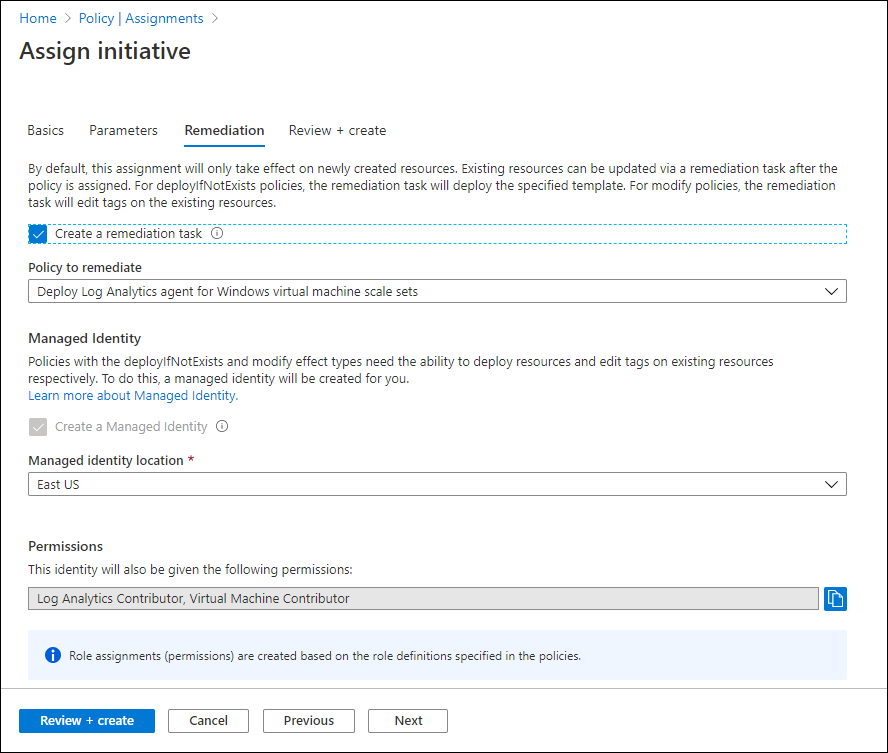 Home > Policy | Assignments >
Assign initiative
Basics Parameters Remediation Review + create
By default, this assignment will only take effect on newly created resources. Existing resources can be updated via a remediation task after the
policy is assigned. For deployIfNotExists policies, the remediation task will deploy the specified template. For modify policies, the remediation
task will edit tags on the existing resources.
Create a remediation task
Policy to remediate
Deploy Log Analytics agent for Windows virtual machine scale sets
Managed Identity
Policies with the deployIfNotExists and modify effect types need the ability to deploy resources and edit tags on existing resources
respectively. To do this, a managed identity will be created for you.
Learn more about Managed Identity.
Create a Managed Identity
Managed identity location *
East US
Permissions
This identity will also be given the following permissions:
Log Analytics Contributor, Virtual Machine Contributor
Role assignments (permissions) are created based on the role definitions specified in the policies.
Review + create Cancel Previous Next